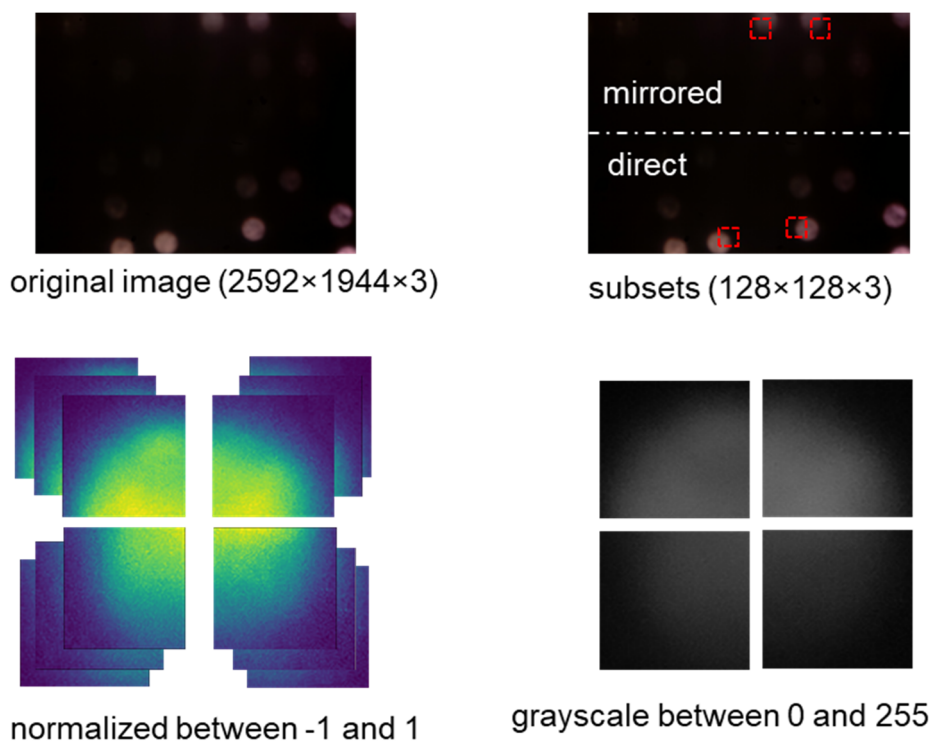 mirrored
direct
original image (2592×1944×3)
subsets (128×128×3)
normalized between -1 and 1
grayscale between 0 and 255